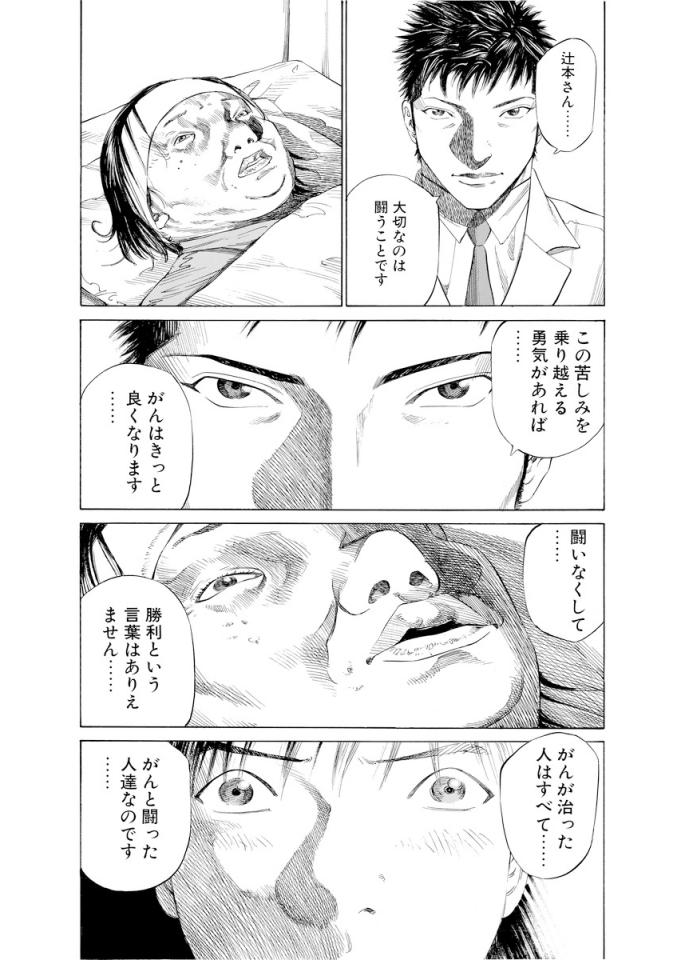 辻本さん……
大切なのは
闘うことです
この苦しみを
乗り越える
勇気があれば
……
がんはきっと
良くなります
……
闘いなくして
……
勝利という
言葉はありえ
ません……
がんが治った
人はすべて……
がんと闘った
人達なのです
……